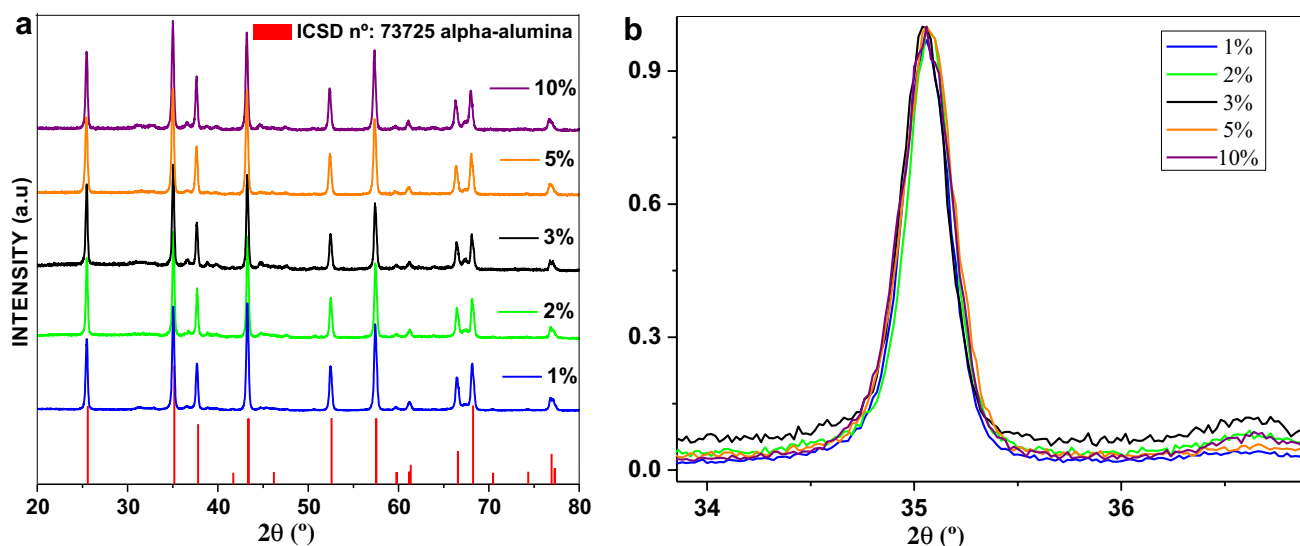 a
ICSD nº: 73725 alpha-alumina
10%
5%
3%
2%
1%
INTENSITY (a.u)
20 30 40 50 60 70 80
2θ (º)
b
1%
2%
3%
5%
10%
0.9
0.6
0.3
0.0
34 35 36
2θ (º)